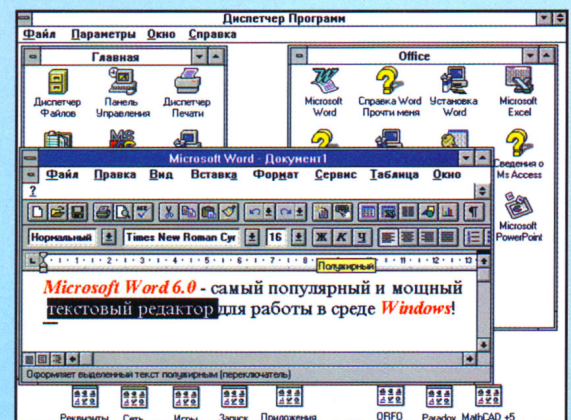 Диспетчер Программ
Файл Параметры Окно Справка
Главная
Office
Диспетчер Файлов
Панель Управления
Диспетчер Печати
Microsoft Word
Справка Word Прочти меня
Установка Word
Microsoft Excel
Сведения о Ms Access
Microsoft PowerPoint
Microsoft Word - Документ1
Файл Правка Вид Вставка Формат Сервис Таблица Окно
?
Нормальный Times New Roman Cyr 16 Ж К Ч
Полужирный
Microsoft Word 6.0 - самый популярный и мощный
текстовый редактор для работы в среде Windows!
Оформляет выделенный текст полужирным (переключатель)
Реквизиты Сеть Игры Запуск Приложения ORFO Paradox MathCAD +5